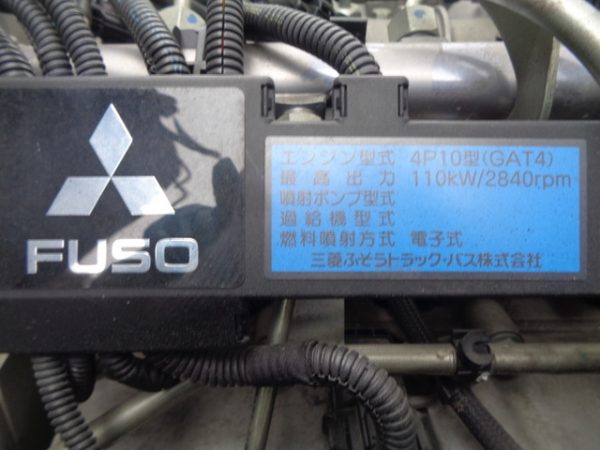 FUSO
エンジン型式 4P10型(GAT4)
最高出力 110kW/2840rpm
噴射ポンプ型式
過給機型式
燃料噴射方式 電子式
三菱ふそうトラック・バス株式会社